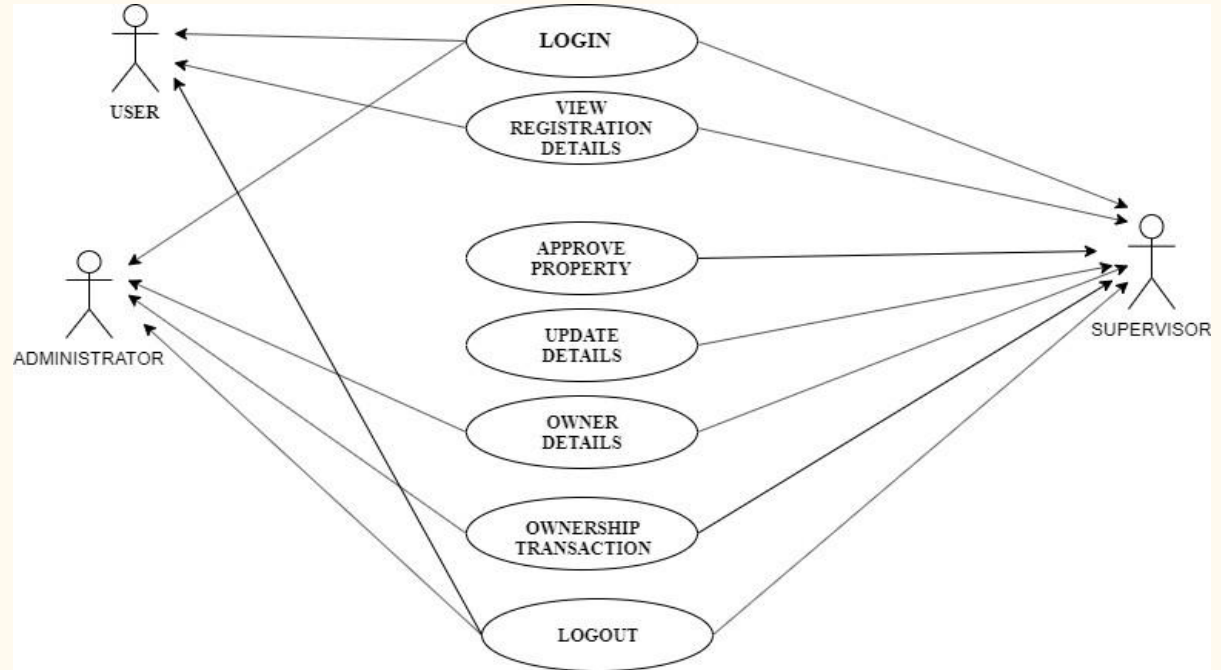 LOGIN
USER
VIEW
REGISTRATION
DETAILS
APPROVE
PROPERTY
ADMINISTRATOR
SUPERVISOR
UPDATE
DETAILS
OWNER
DETAILS
OWNERSHIP
TRANSACTION
LOGOUT